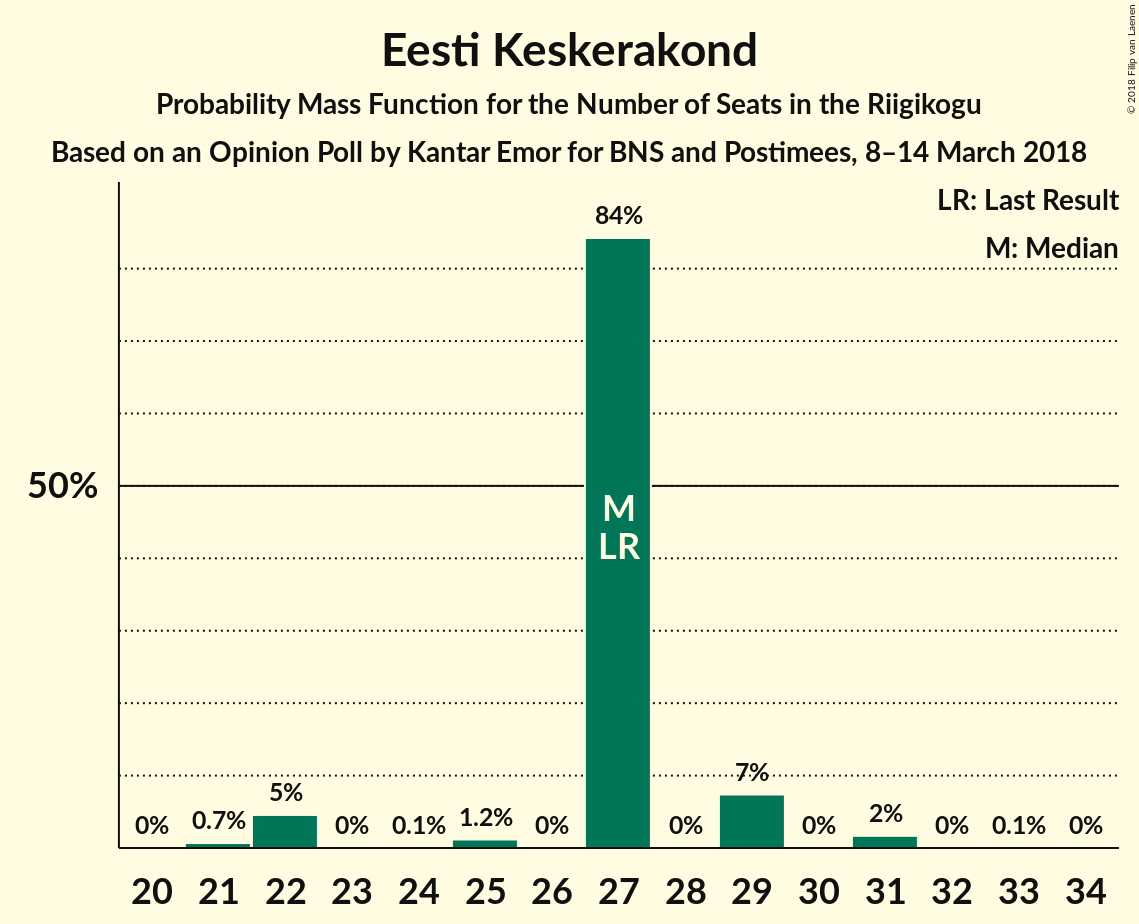 Eesti Keskerakond
Probability Mass Function for the Number of Seats in the Riigikogu
Based on an Opinion Poll by Kantar Emor for BNS and Postimees, 8–14 March 2018
© 2018 Filip van Laenen
LR: Last Result
M: Median
84%
50%
M
LR
0% 0.7% 5% 0% 0.1% 1.2% 0% 0% 7% 0% 2% 0% 0.1% 0%
20 21 22 23 24 25 26 27 28 29 30 31 32 33 34